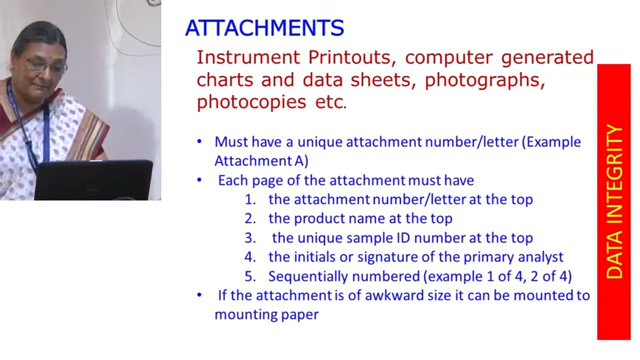 ATTACHMENTS
Instrument Printouts, computer generated
charts and data sheets, photographs,
photocopies etc.
• Must have a unique attachment number/letter (Example
Attachment A)
• Each page of the attachment must have
1. the attachment number/letter at the top
2. the product name at the top
3. the unique sample ID number at the top
4. the initials or signature of the primary analyst
5. Sequentially numbered (example 1 of 4, 2 of 4)
• If the attachment is of awkward size it can be mounted to
mounting paper
DATA INTEGRITY